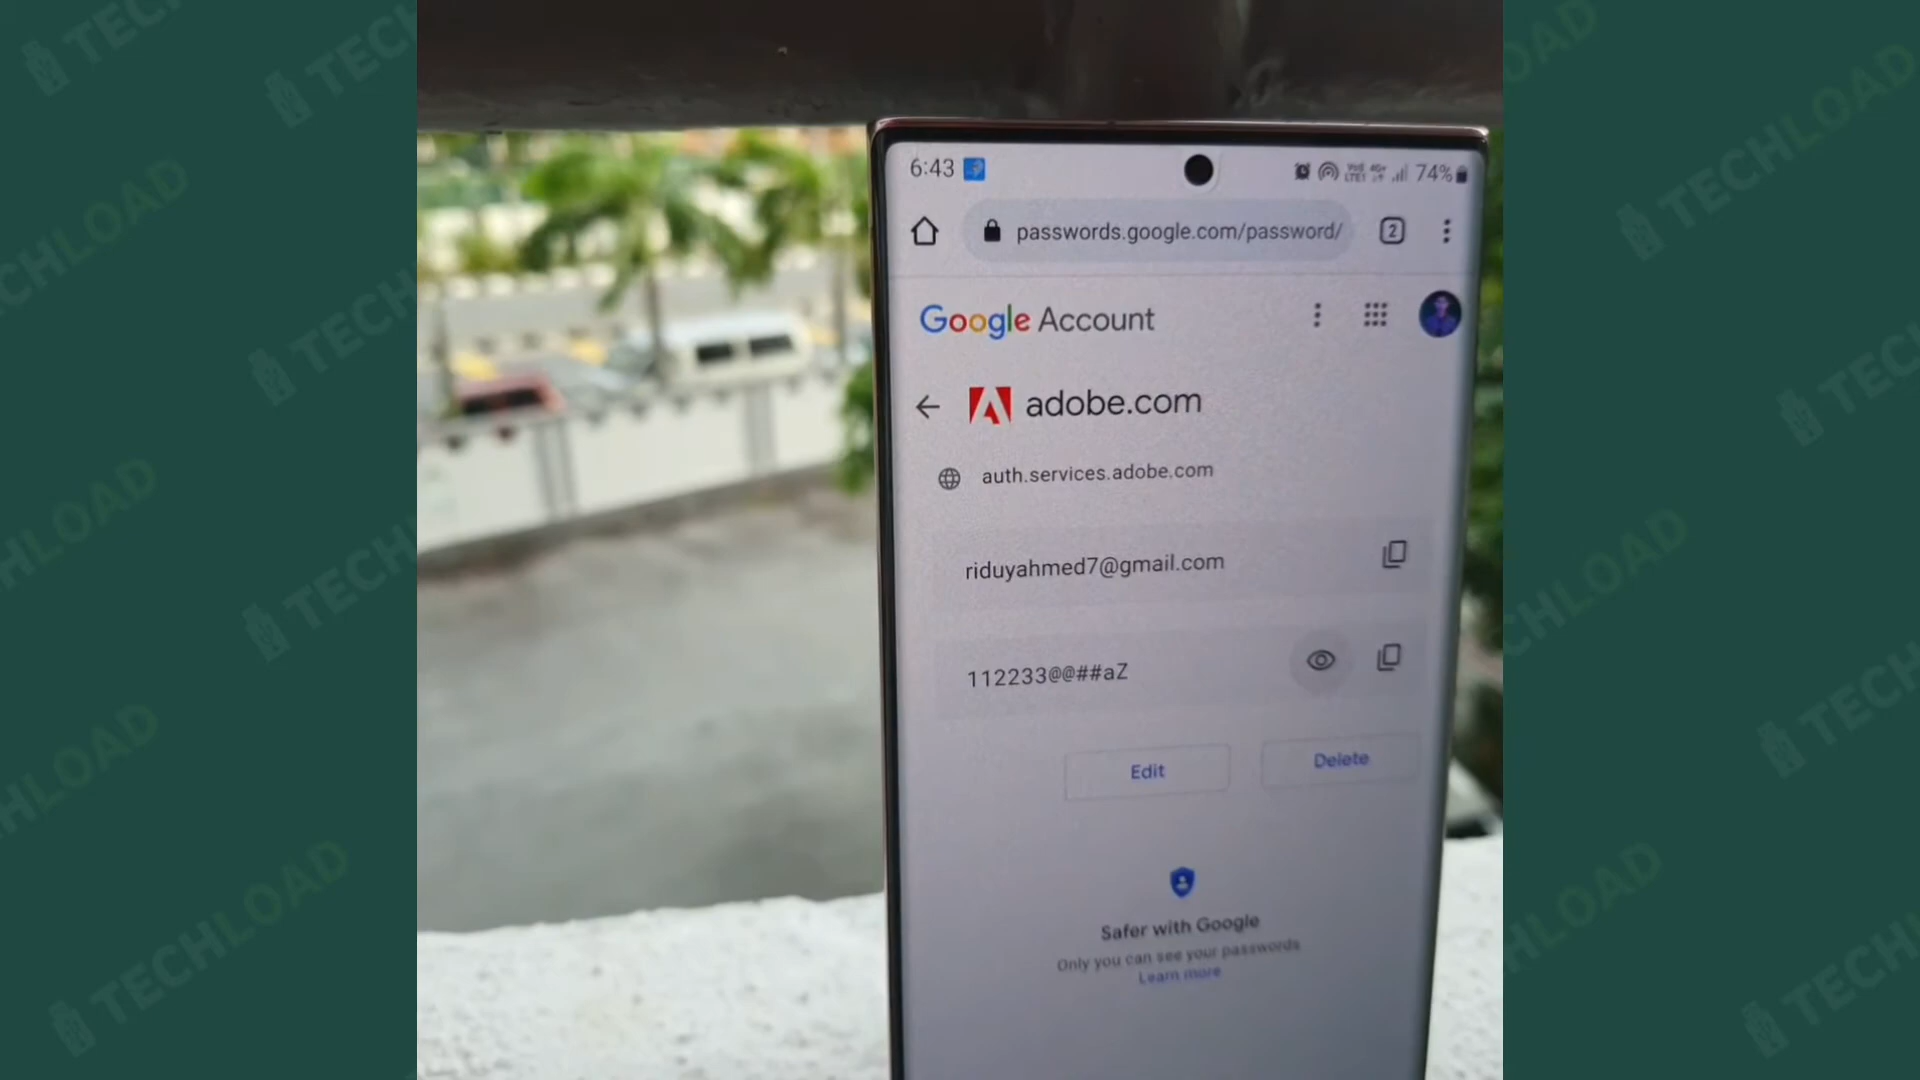 TECHLOAD
6:43 74%
passwords.google.com/password/ 2
Google Account
adobe.com
auth.services.adobe.com
riduyahmed7@gmail.com
112233@@##aZ
Edit Delete
Safer with Google
Only you can see your passwords
Learn more